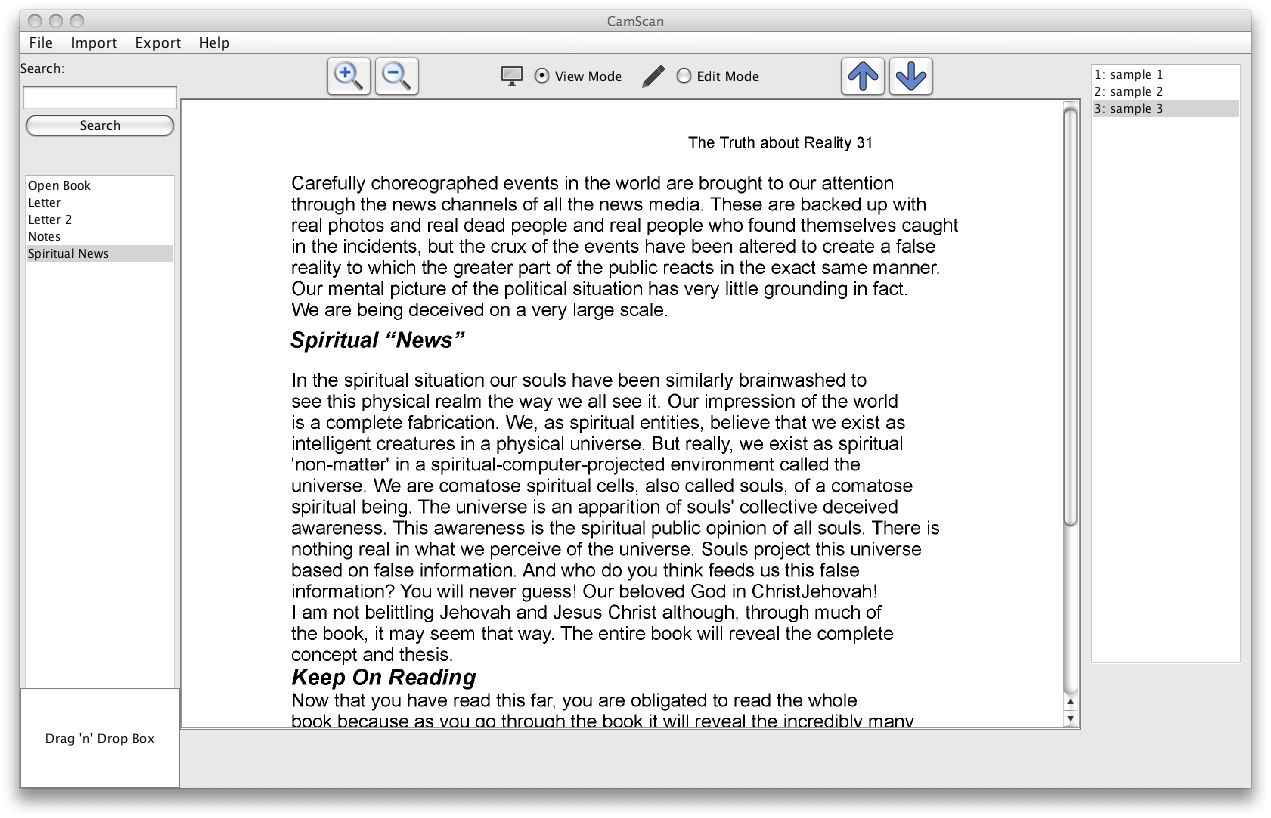 CamScan
File Import Export Help
Search:
Search
View Mode
Edit Mode
Open Book
Letter
Letter 2
Notes
Spiritual News
Drag 'n' Drop Box
The Truth about Reality 31
Carefully choreographed events in the world are brought to our attention
through the news channels of all the news media. These are backed up with
real photos and real dead people and real people who found themselves caught
in the incidents, but the crux of the events have been altered to create a false
reality to which the greater part of the public reacts in the exact same manner.
Our mental picture of the political situation has very little grounding in fact.
We are being deceived on a very large scale.
Spiritual “News”
In the spiritual situation our souls have been similarly brainwashed to
see this physical realm the way we all see it. Our impression of the world
is a complete fabrication. We, as spiritual entities, believe that we exist as
intelligent creatures in a physical universe. But really, we exist as spiritual
'non-matter' in a spiritual-computer-projected environment called the
universe. We are comatose spiritual cells, also called souls, of a comatose
spiritual being. The universe is an apparition of souls' collective deceived
awareness. This awareness is the spiritual public opinion of all souls. There is
nothing real in what we perceive of the universe. Souls project this universe
based on false information. And who do you think feeds us this false
information? You will never guess! Our beloved God in ChristJehovah!
I am not belittling Jehovah and Jesus Christ although, through much of
the book, it may seem that way. The entire book will reveal the complete
concept and thesis.
Keep On Reading
Now that you have read this far, you are obligated to read the whole
book because as you go through the book it will reveal the incredibly many
1: sample 1
2: sample 2
3: sample 3